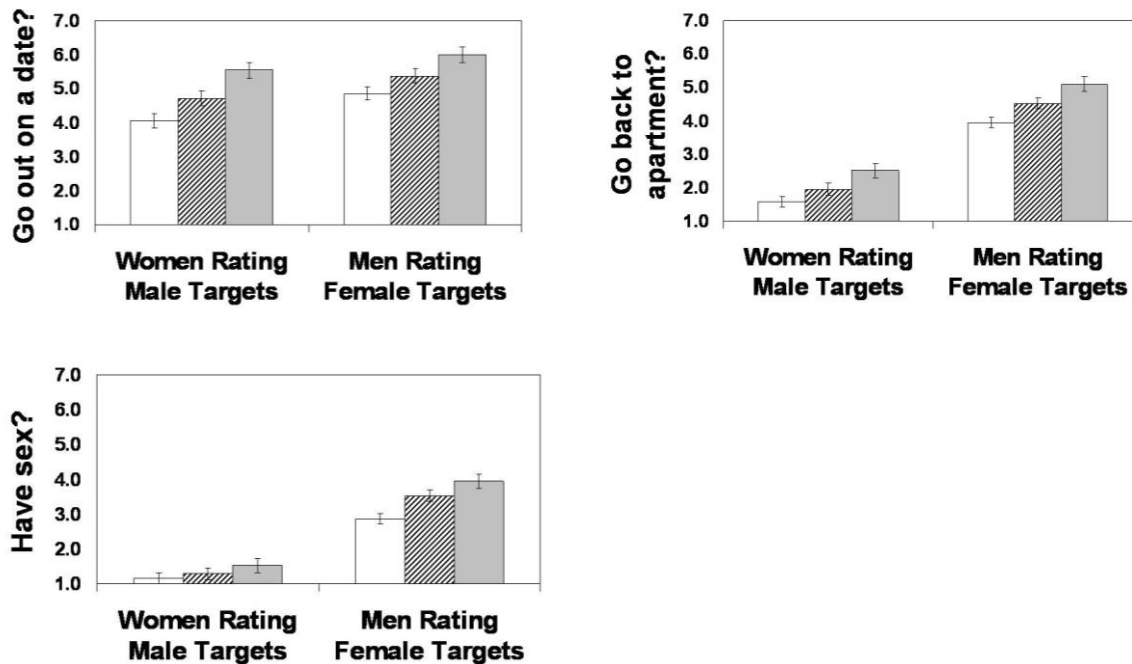 Go out on a date?
7.0
6.0
5.0
4.0
3.0
2.0
1.0
Women Rating
Male Targets
Men Rating
Female Targets
Go back to
apartment?
7.0
6.0
5.0
4.0
3.0
2.0
1.0
Women Rating
Male Targets
Men Rating
Female Targets
Have sex?
7.0
6.0
5.0
4.0
3.0
2.0
1.0
Women Rating
Male Targets
Men Rating
Female Targets